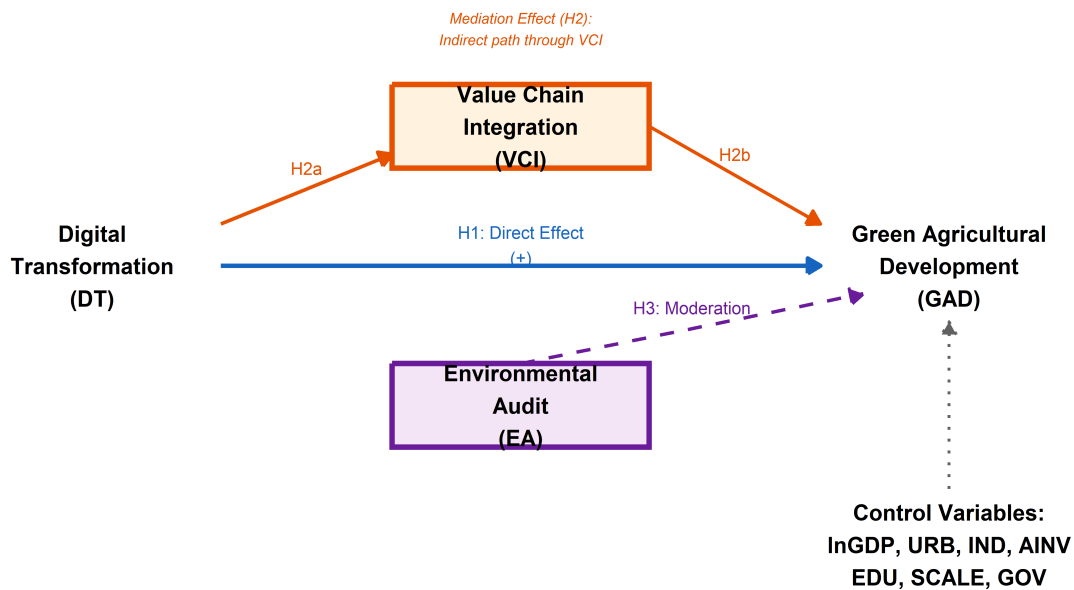 Mediation Effect (H2):
Indirect path through VCI
Value Chain
Integration
(VCI)
H2a
H2b
Digital
Transformation
(DT)
H1: Direct Effect
(+)
Green Agricultural
Development
(GAD)
H3: Moderation
Environmental
Audit
(EA)
Control Variables:
lnGDP, URB, IND, AINV
EDU, SCALE, GOV